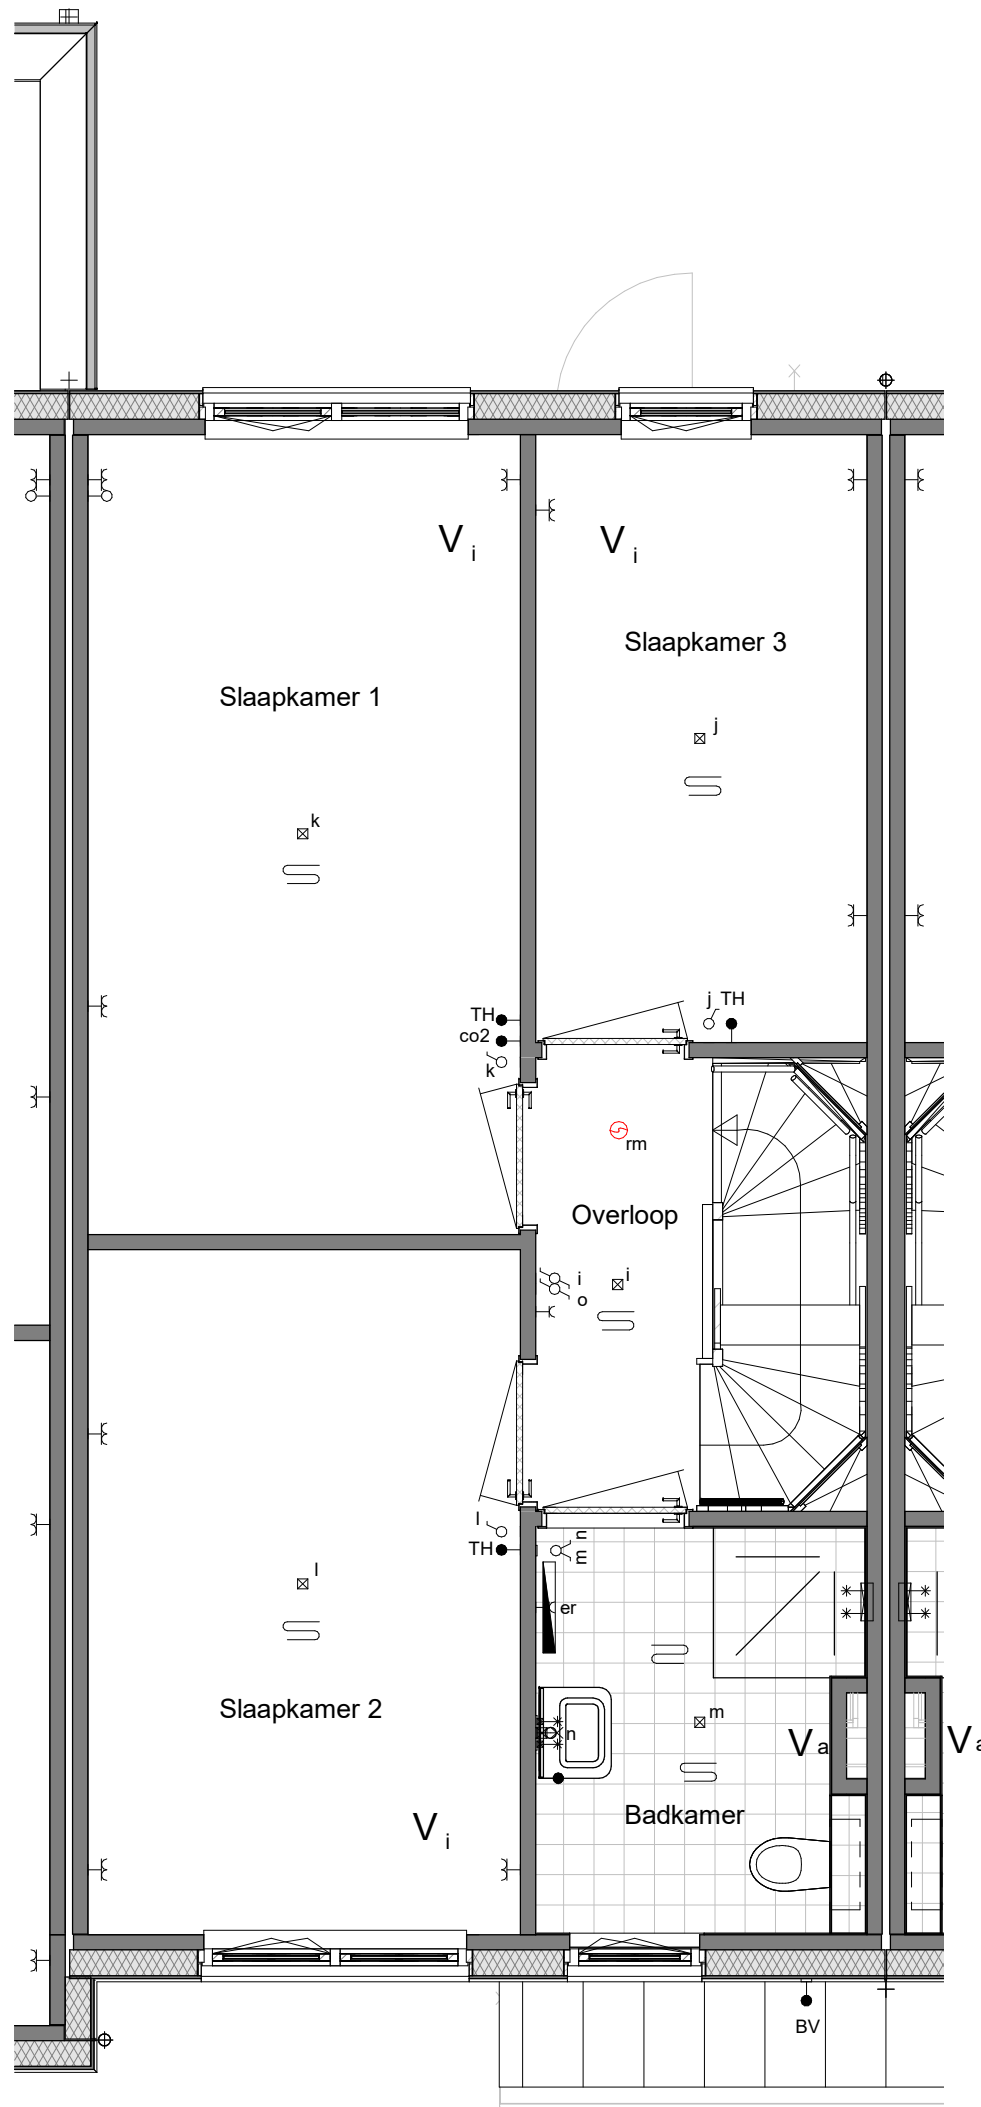 V i
V i
Slaapkamer 3
Slaapkamer 1
j
k
j TH
TH
co2
k
rm
Overloop
i
i
o
l
TH
n
m
l
er
Slaapkamer 2
m
n
V a
V a
Badkamer
V i
BV